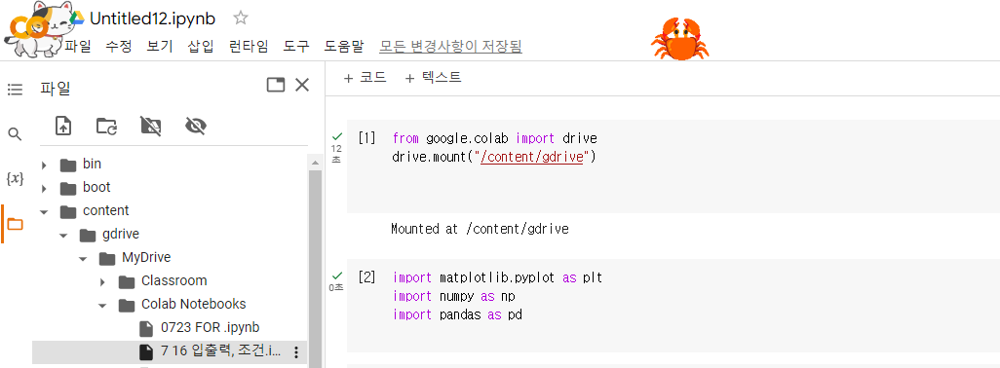 Untitled12.ipynb
파일 수정 보기 삽입 런타임 도구 도움말 모든 변경사항이 저장됨
파일
+ 코드 + 텍스트
bin
boot
{x}
content
gdrive
MyDrive
Classroom
Colab Notebooks
0723 FOR .ipynb
7 16 입출력, 조건.i...
12
초
[1] from google.colab import drive
drive.mount("/content/gdrive")
Mounted at /content/gdrive
0초
[2] import matplotlib.pyplot as plt
import numpy as np
import pandas as pd